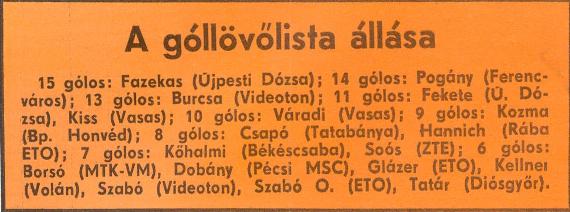 A góllövőlista állása
15 gólos: Fazekas (Újpesti Dózsa); 14 gólos: Pogány (Ferenc-
város); 13 gólos: Burcsa (Videoton); 11 gólos: Fekete (Ú. Dó-
zsa), Kiss (Vasas); 10 gólos: Váradi (Vasas); 9 gólos: Kozma
(Bp. Honvéd); 8 gólos: Csapó (Tatabánya), Hannich (Rába
ETO); 7 gólos: Kőhalmi (Békéscsaba), Soós (ZTE); 6 gólos:
Borsó (MTK-VM), Dobány (Pécsi MSC), Glázer (ETO), Kellner
(Volán), Szabó (Videoton), Szabó O. (ETO), Tatár (Diósgyőr).